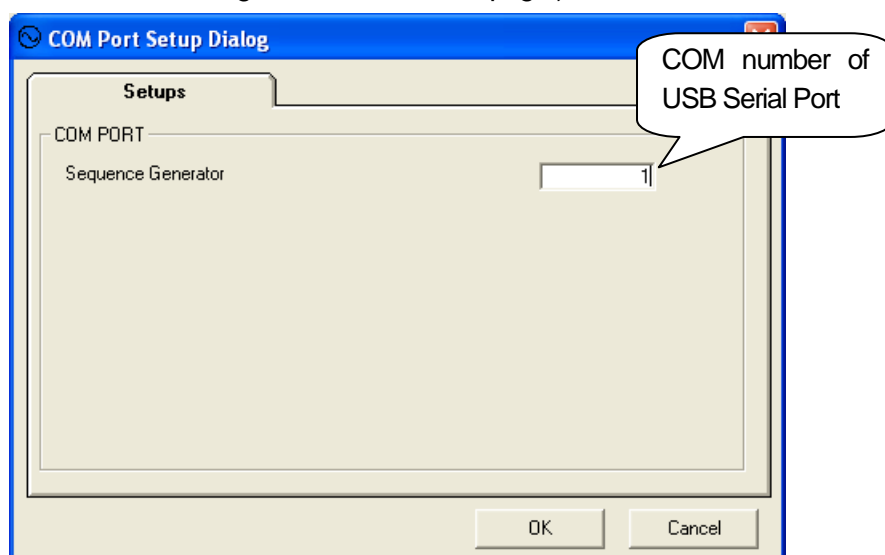 COM Port Setup Dialog
COM number of
USB Serial Port
Setups
COM PORT
Sequence Generator
1
OK
Cancel